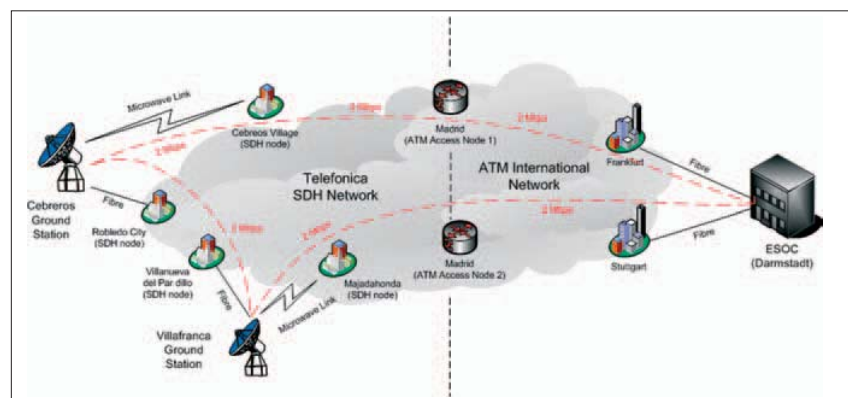 Microwave Link
Cebreos Village
(SDH node)
2 Mbps
2 Mbps
Madrid
(ATM Access Node 1)
2 Mbps
Frankfurt
Fibre
Cebreros
Ground
Station
Fibre
Robledo City
(SDH node)
Telefonica
SDH Network
ATM International
Network
2 Mbps
2 Mbps
2 Mbps
Villanueva
del Par dillo
(SDH node)
Fibre
Majadahonda
(SDH node)
Microwave Link
Madrid
(ATM Access Node 2)
Stuttgart
Fibre
ESOC
(Darmstadt)
Villafranca
Ground
Station